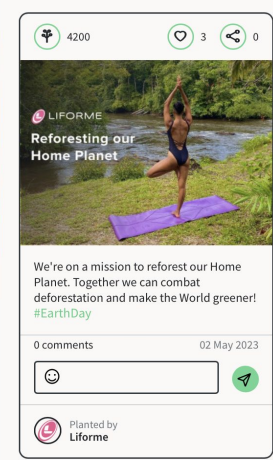 4200
3
0
LIFORME
Reforesting our
Home Planet
We're on a mission to reforest our Home
Planet. Together we can combat
deforestation and make the World greener!
#EarthDay
0 comments
02 May 2023
Planted by
Liforme